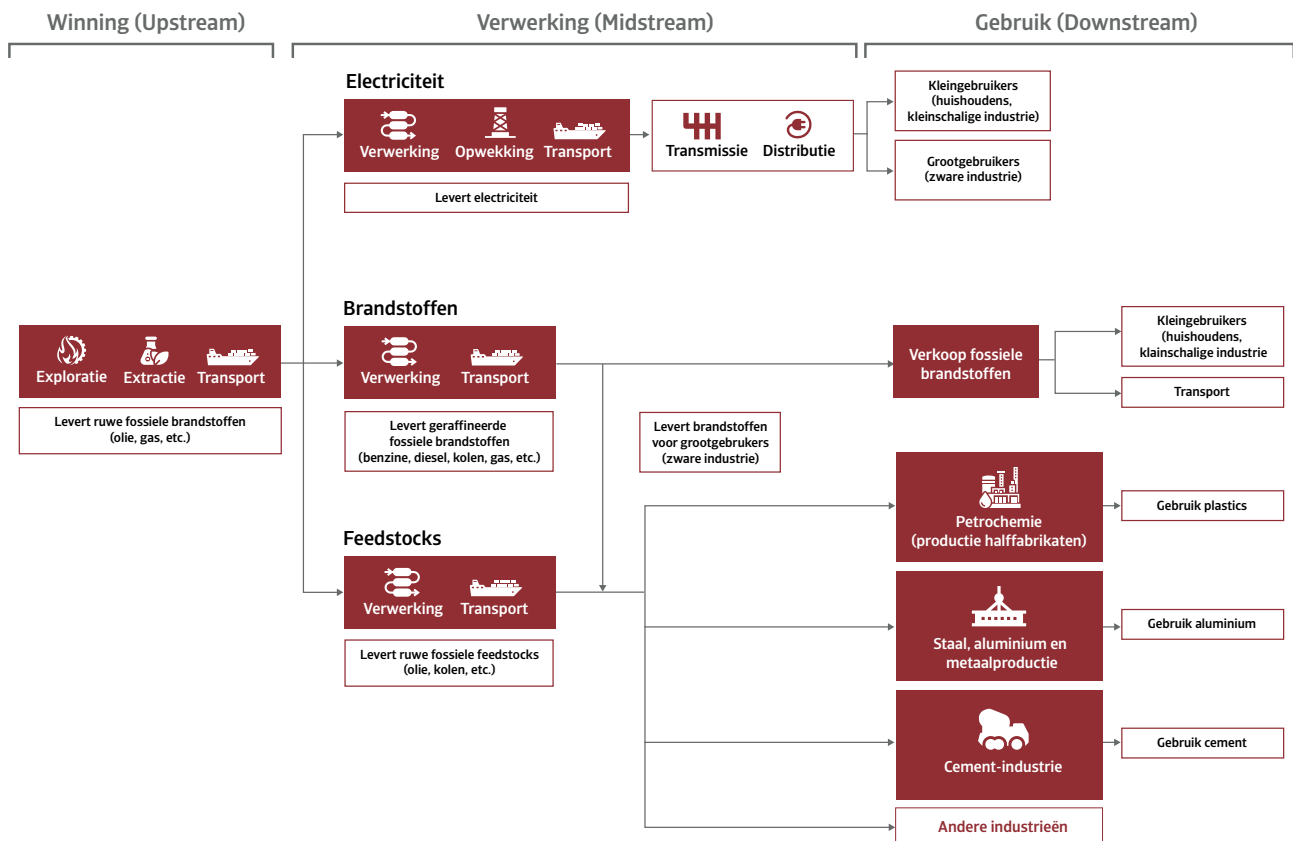 Winning (Upstream)
Verwerking (Midstream)
Gebruik (Downstream)
Electriciteit
Verwerking
Opwekking
Transport
Levert electriciteit
Transmissie
Distributie
Kleingebruikers
(huishoudens,
kleinschalige industrie)
Grootgebruikers
(zware industrie)
Exploratie
Extractie
Transport
Levert ruwe fossiele brandstoffen
(olie, gas, etc.)
Brandstoffen
Verwerking
Transport
Levert geraffineerde
fossiele brandstoffen
(benzine, diesel, kolen, gas, etc.)
Levert brandstoffen
voor grootgebrukers
(zware industrie)
Verkoop fossiele
brandstoffen
Kleingebruikers
(huishoudens,
klainschalige industrie
Transport
Feedstocks
Verwerking
Transport
Levert ruwe fossiele feedstocks
(olie, kolen, etc.)
Petrochemie
(productie halffabrikaten)
Gebruik plastics
Staal, aluminium en
metaalproductie
Gebruik aluminium
Cement-industrie
Gebruik cement
Andere industrieën